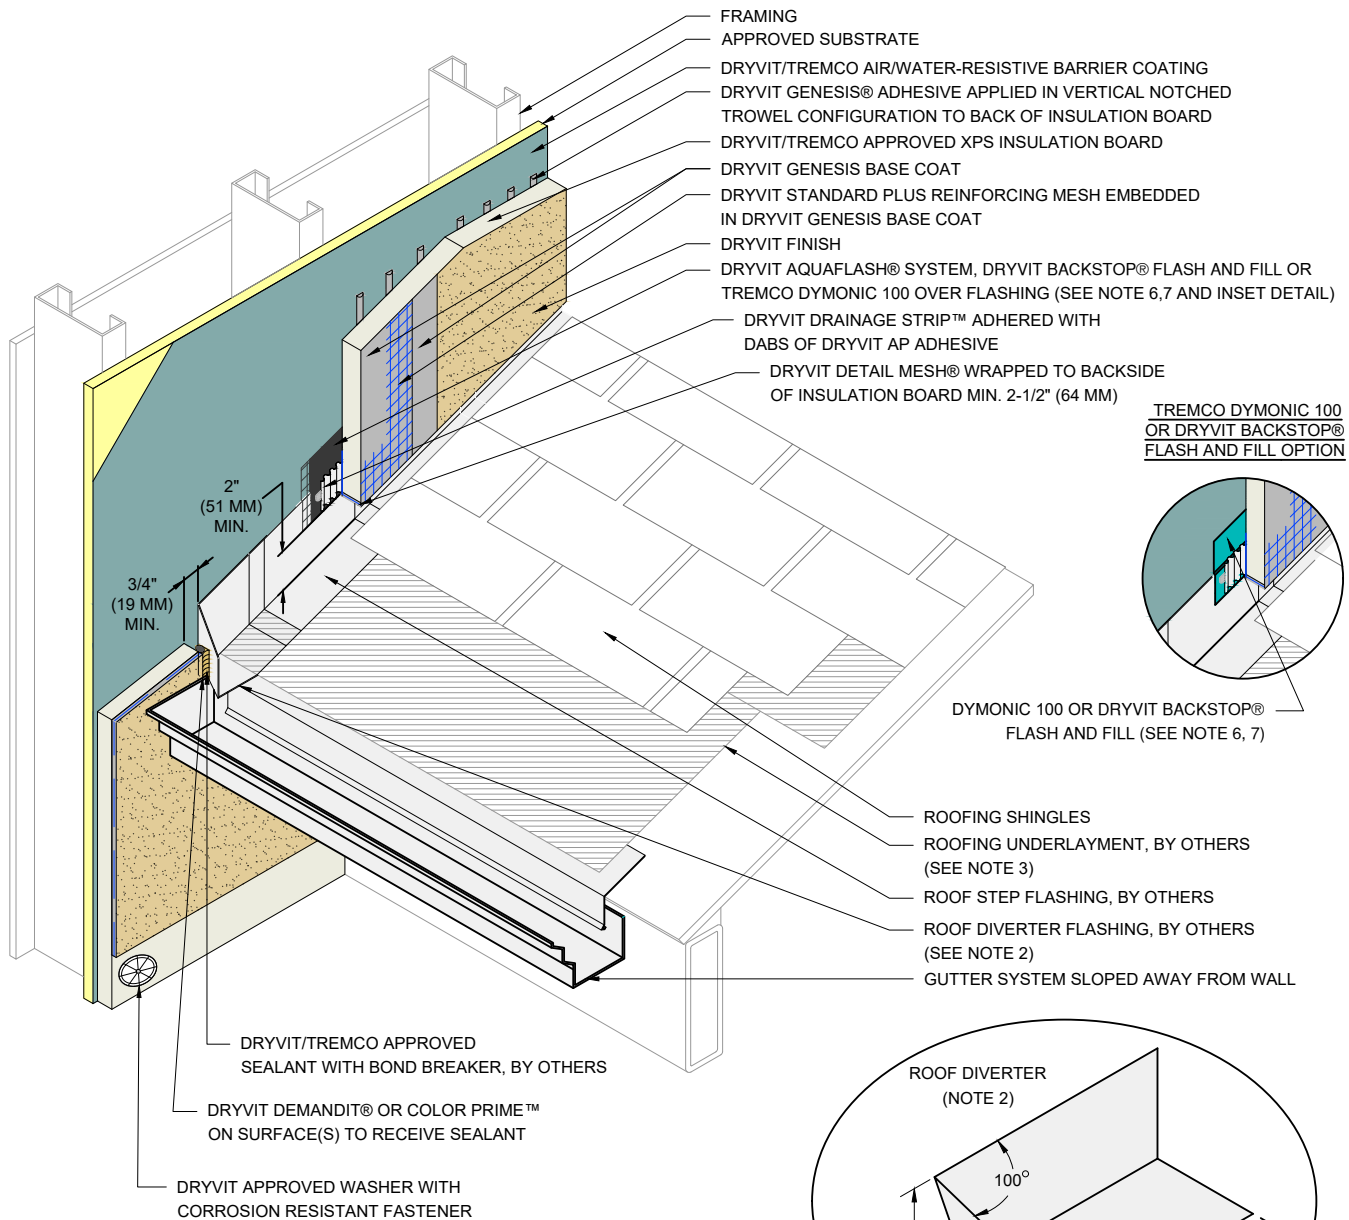 FRAMING
APPROVED SUBSTRATE
DRYVIT/TREMCO AIR/WATER-RESISTIVE BARRIER COATING
DRYVIT GENESIS® ADHESIVE APPLIED IN VERTICAL NOTCHED
TROWEL CONFIGURATION TO BACK OF INSULATION BOARD
DRYVIT/TREMCO APPROVED XPS INSULATION BOARD
DRYVIT GENESIS BASE COAT
DRYVIT STANDARD PLUS REINFORCING MESH EMBEDDED
IN DRYVIT GENESIS BASE COAT
DRYVIT FINISH
DRYVIT AQUAFLASH® SYSTEM, DRYVIT BACKSTOP® FLASH AND FILL OR
TREMCO DYMONIC 100 OVER FLASHING (SEE NOTE 6,7 AND INSET DETAIL)
DRYVIT DRAINAGE STRIP™ ADHERED WITH
DABS OF DRYVIT AP ADHESIVE
DRYVIT DETAIL MESH® WRAPPED TO BACKSIDE
OF INSULATION BOARD MIN. 2-1/2" (64 MM)
TREMCO DYMONIC 100
OR DRYVIT BACKSTOP®
FLASH AND FILL OPTION
2"
(51 MM)
MIN.
3/4"
(19 MM)
MIN.
DYMONIC 100 OR DRYVIT BACKSTOP®
FLASH AND FILL (SEE NOTE 6, 7)
ROOFING SHINGLES
ROOFING UNDERLAYMENT, BY OTHERS
(SEE NOTE 3)
ROOF STEP FLASHING, BY OTHERS
ROOF DIVERTER FLASHING, BY OTHERS
(SEE NOTE 2)
GUTTER SYSTEM SLOPED AWAY FROM WALL
DRYVIT/TREMCO APPROVED
SEALANT WITH BOND BREAKER, BY OTHERS
DRYVIT DEMANDIT® OR COLOR PRIME™
ON SURFACE(S) TO RECEIVE SEALANT
DRYVIT APPROVED WASHER WITH
CORROSION RESISTANT FASTENER
ROOF DIVERTER
(NOTE 2)
100°